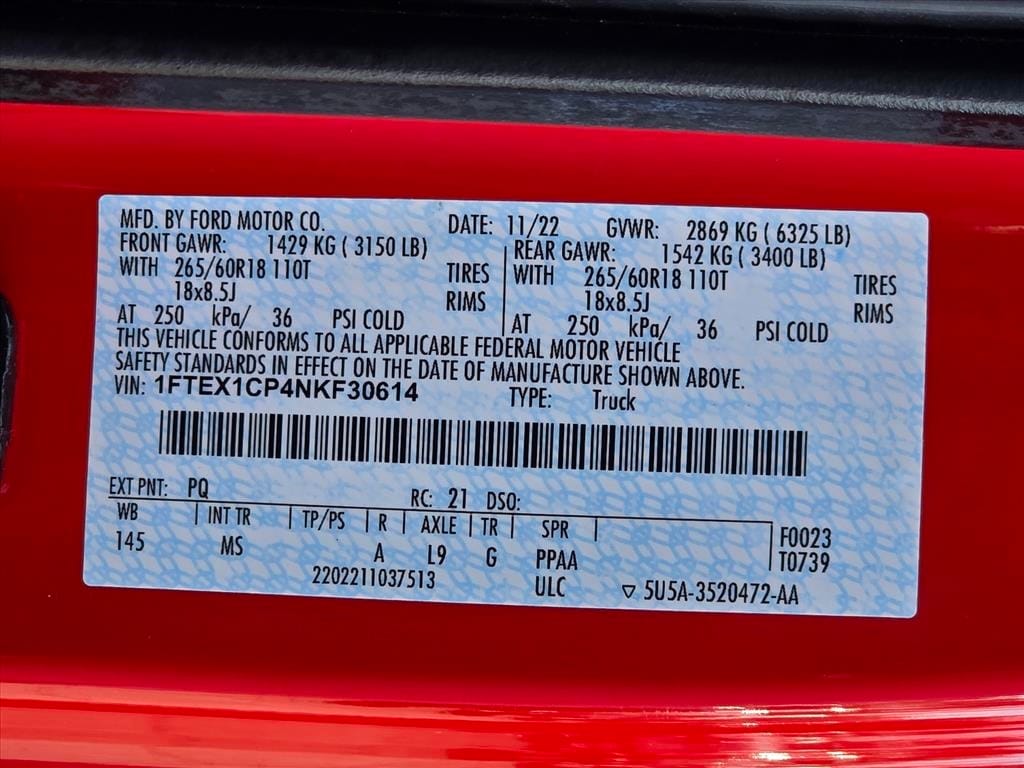 MFD. BY FORD MOTOR CO. DATE: 11/22 GVWR: 2869 KG ( 6325 LB)
FRONT GAWR: 1429 KG ( 3150 LB) REAR GAWR: 1542 KG ( 3400 LB)
WITH 265/60R18 110T TIRES WITH 265/60R18 110T TIRES
18x8.5J RIMS 18x8.5J RIMS
AT 250 kPa/ 36 PSI COLD AT 250 kPa/ 36 PSI COLD
THIS VEHICLE CONFORMS TO ALL APPLICABLE FEDERAL MOTOR VEHICLE
SAFETY STANDARDS IN EFFECT ON THE DATE OF MANUFACTURE SHOWN ABOVE.
VIN: 1FTEX1CP4NKF30614 TYPE: Truck
EXT PNT: PQ RC: 21 DSO:
WB INT TR TP/PS R AXLE TR SPR F0023
145 MS A L9 G PPAA T0739
2202211037513 ULC ▽ 5U5A-3520472-AA